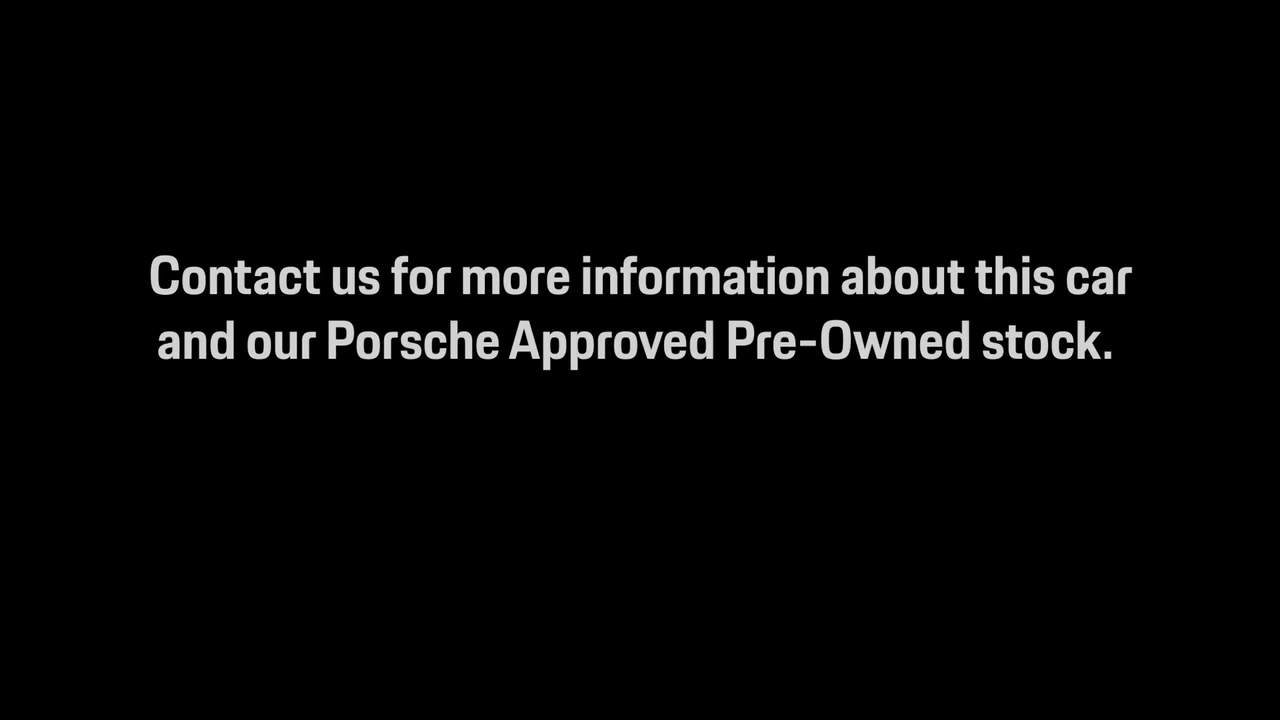 Contact us for more information about this car
and our Porsche Approved Pre-Owned stock.